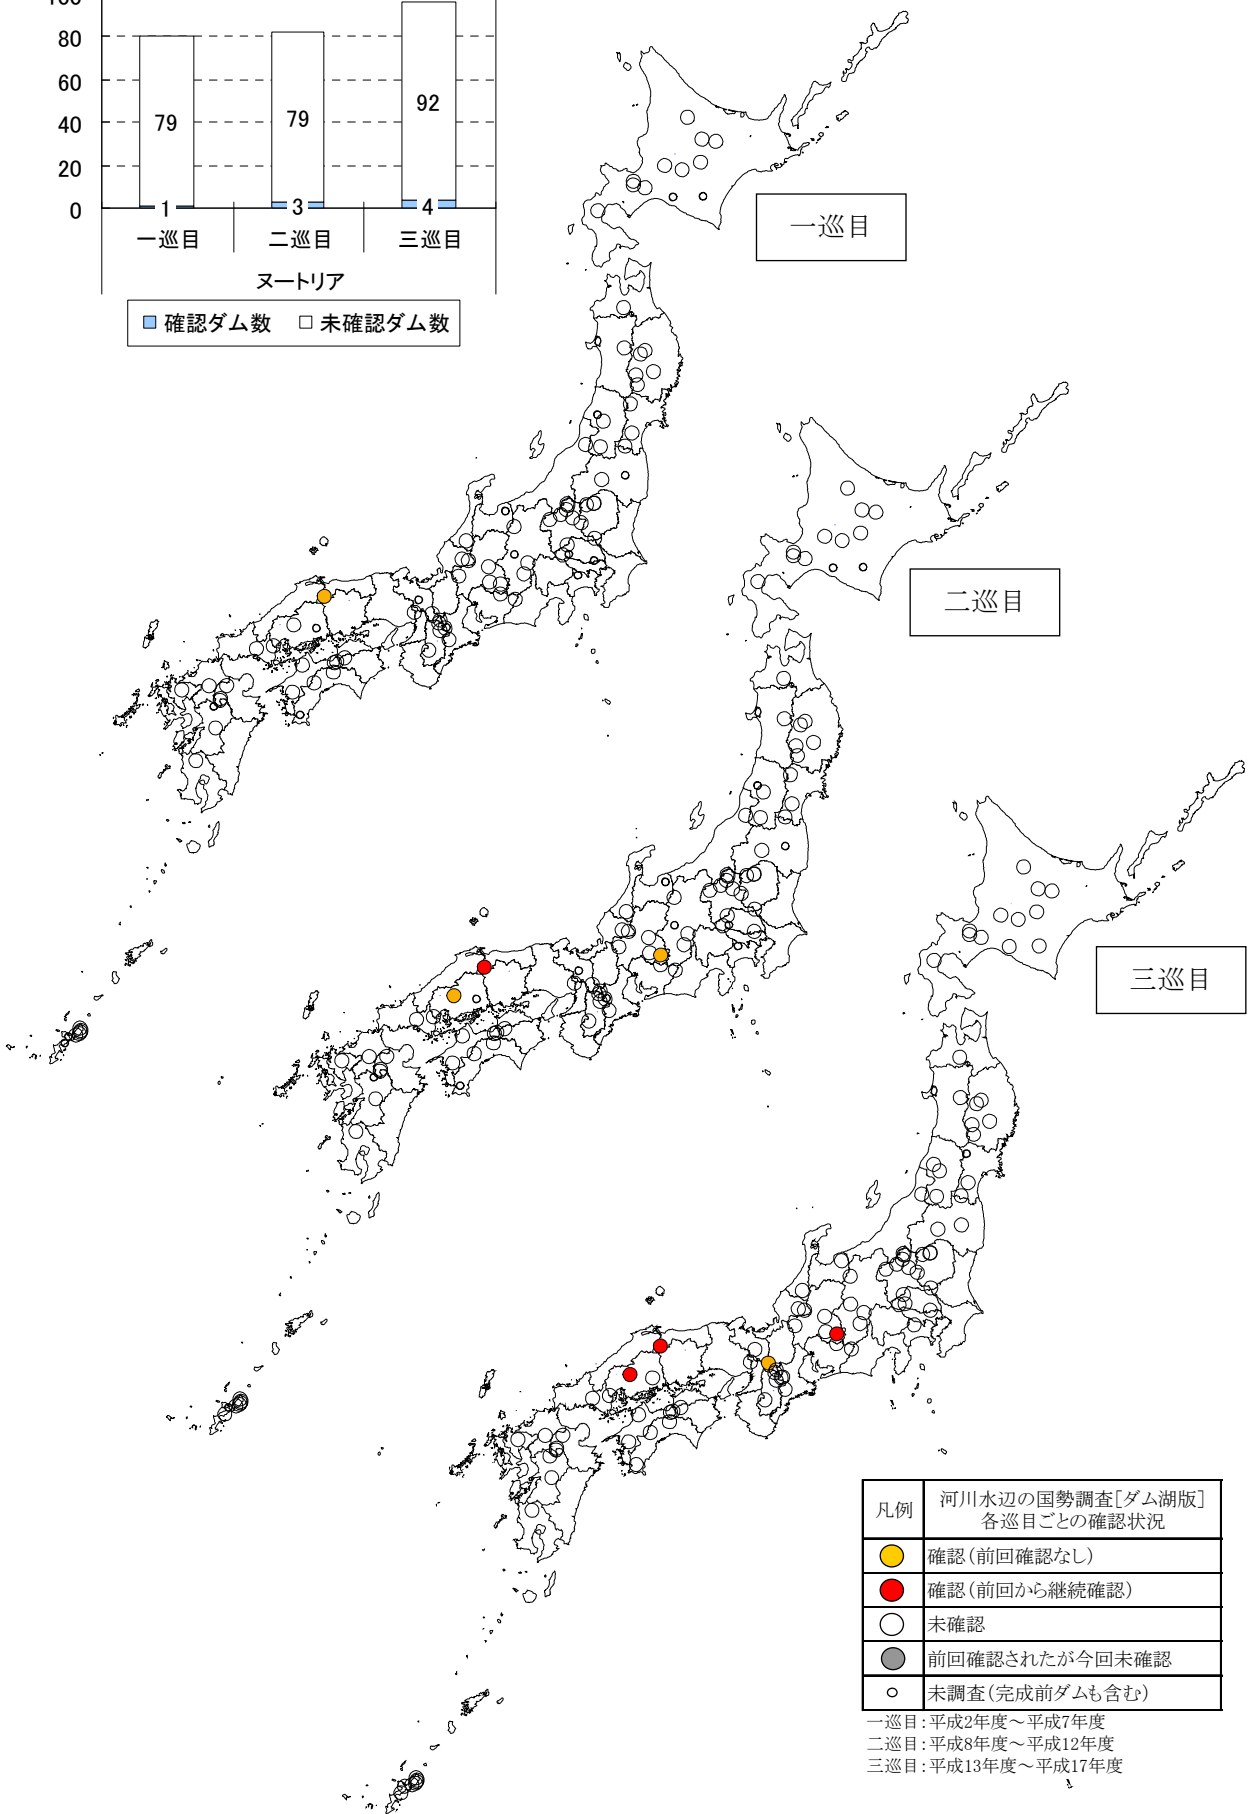 100
80
60
40
20
0
79
79
92
1
3
4
一巡目
二巡目
三巡目
ヌートリア
確認ダム数
未確認ダム数
一巡目
二巡目
三巡目
凡例
河川水辺の国勢調査[ダム湖版]
各巡目ごとの確認状況
確認(前回確認なし)
確認(前回から継続確認)
未確認
前回確認されたが今回未確認
未調査(完成前ダムも含む)
一巡目:平成2年度～平成7年度
二巡目:平成8年度～平成12年度
三巡目:平成13年度～平成17年度